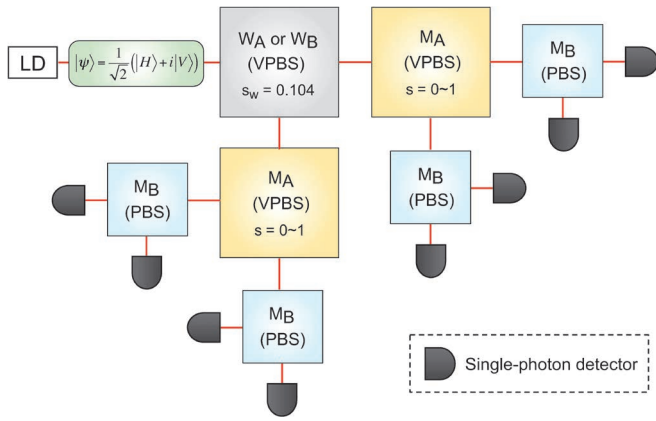 LD
|ψ⟩ = 1/√2 (|H⟩ + i|V⟩)
W_A or W_B
(VPBS)
s_w = 0.104
M_A
(VPBS)
s = 0~1
M_B
(PBS)
M_B
(PBS)
M_A
(VPBS)
s = 0~1
M_B
(PBS)
M_B
(PBS)
Single-photon detector